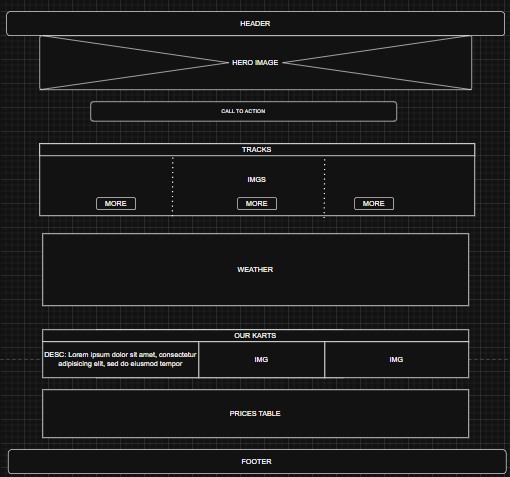 HEADER
HERO IMAGE
CALL TO ACTION
TRACKS
IMGS
MORE
MORE
MORE
WEATHER
OUR KARTS
DESC: Lorem ipsum dolor sit amet, consectetur
adipisicing elit, sed do eiusmod tempor
IMG
IMG
PRICES TABLE
FOOTER